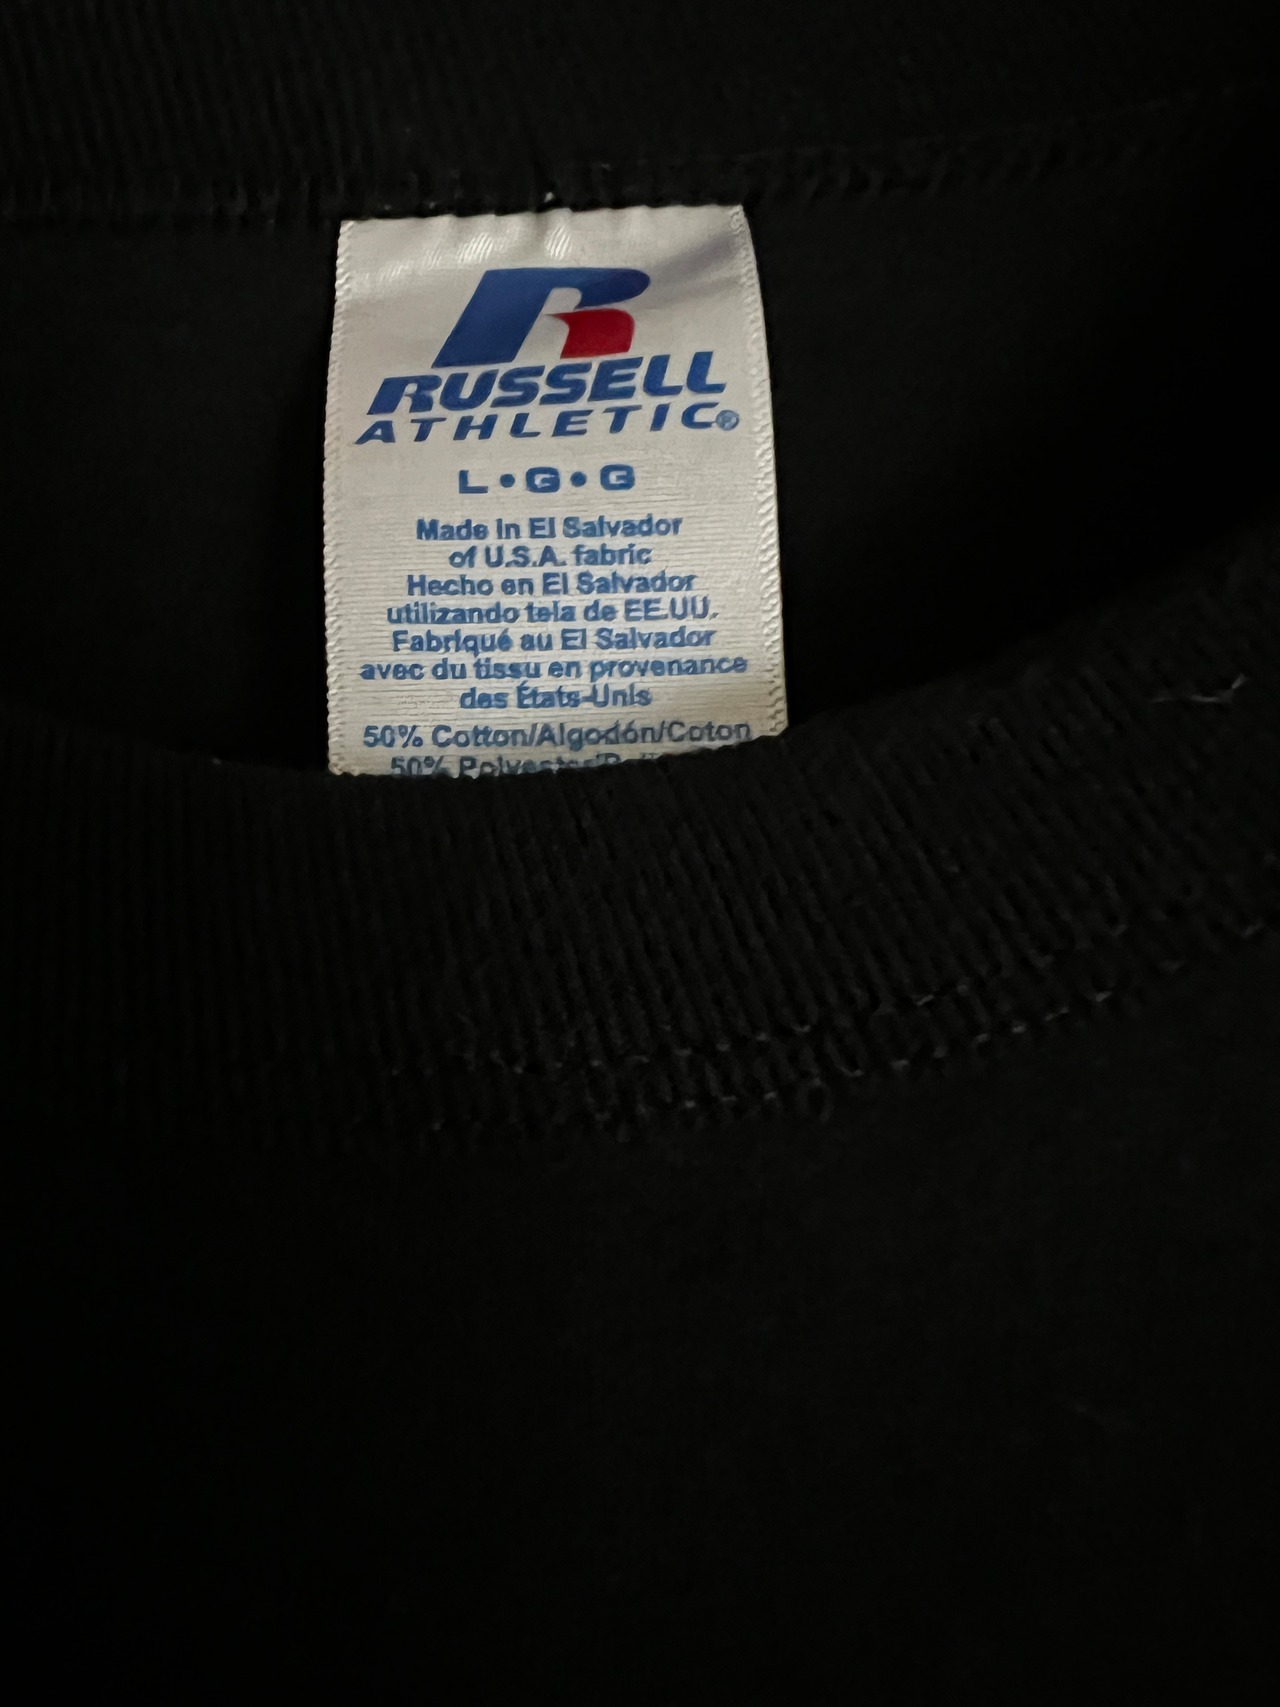 RUSSELL
ATHLETIC®
L•G•G
Made in El Salvador
of U.S.A. fabric
Hecho en El Salvador
utilizando tela de EE.UU.
Fabriqué au El Salvador
avec du tissu en provenance
des États-Unis
50% Cotton/Algodón/Coton
50%